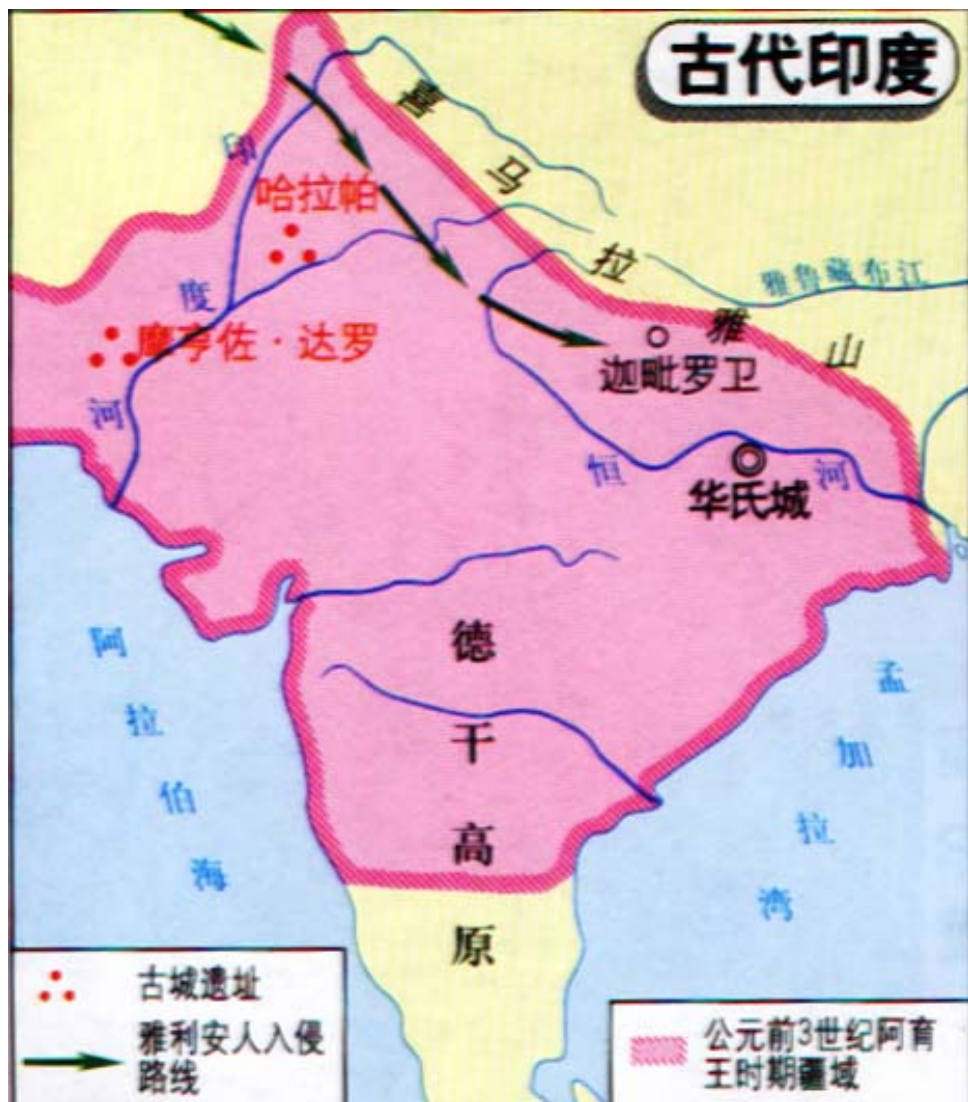 古代印度
喜马拉雅山
印度河
哈拉帕
雅鲁藏布江
摩亨佐·达罗
迦毗罗卫
恒河
华氏城
德干高原
阿拉伯海
孟加拉湾
古城遗址
雅利安人入侵
路线
公元前3世纪阿育
王时期疆域